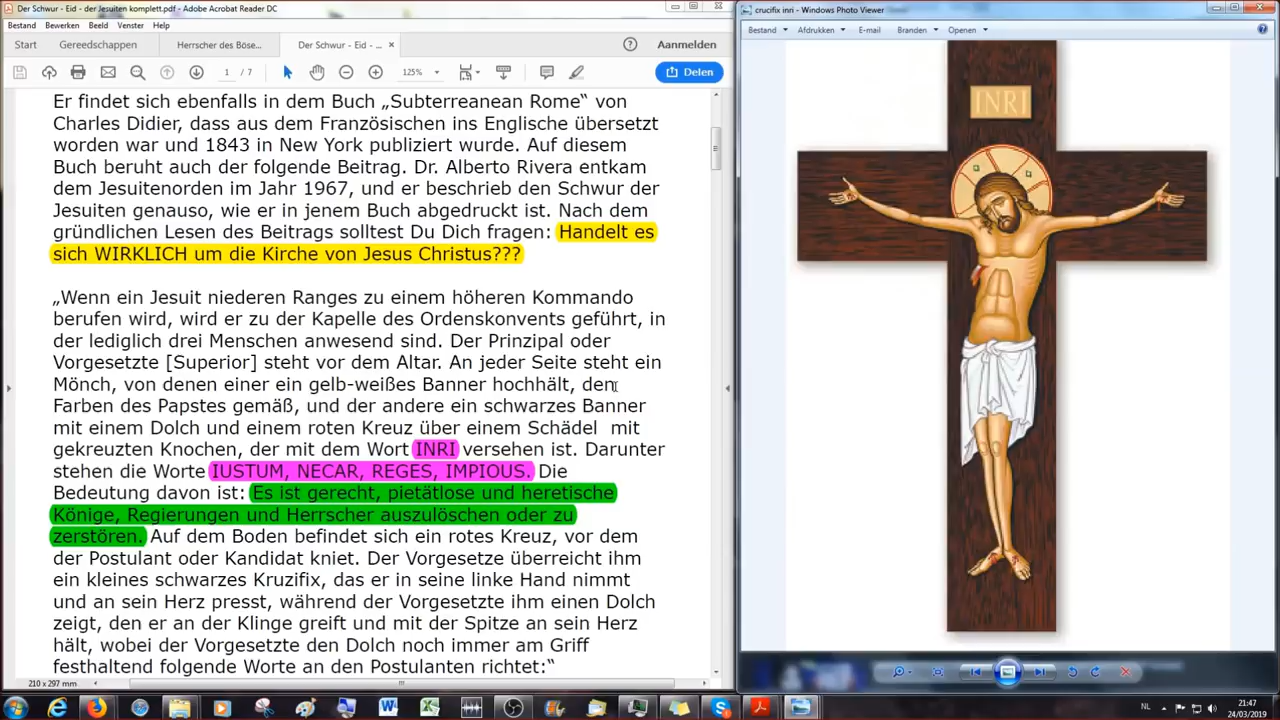 Der Schwur - Eid - der Jesuiten komplett.pdf - Adobe Acrobat Reader DC
Bestand Bearbeiten Beeld Venster Help
Start Gereedschappen Herrscher des Böse... Der Schwur - Eid - ... × Aanmelden
1 / 7 125% Delen
Er findet sich ebenfalls in dem Buch „Subterreanean Rome“ von
Charles Didier, dass aus dem Französischen ins Englische übersetzt
worden war und 1843 in New York publiziert wurde. Auf diesem
Buch beruht auch der folgende Beitrag. Dr. Alberto Rivera entkam
dem Jesuitenorden im Jahr 1967, und er beschrieb den Schwur der
Jesuiten genauso, wie er in jenem Buch abgedruckt ist. Nach dem
gründlichen Lesen des Beitrags solltest Du Dich fragen: Handelt es
sich WIRKLICH um die Kirche von Jesus Christus???
„Wenn ein Jesuit niederen Ranges zu einem höheren Kommando
berufen wird, wird er zu der Kapelle des Ordenskonvents geführt, in
der lediglich drei Menschen anwesend sind. Der Prinzipal oder
Vorgesetzte [Superior] steht vor dem Altar. An jeder Seite steht ein
Mönch, von denen einer ein gelb-weißes Banner hochhält, den
Farben des Papstes gemäß, und der andere ein schwarzes Banner
mit einem Dolch und einem roten Kreuz über einem Schädel mit
gekreuzten Knochen, der mit dem Wort INRI versehen ist. Darunter
stehen die Worte IUSTUM, NECAR, REGES, IMPIOUS. Die
Bedeutung davon ist: Es ist gerecht, pietätlose und heretische
Könige, Regierungen und Herrscher auszulöschen oder zu
zerstören. Auf dem Boden befindet sich ein rotes Kreuz, vor dem
der Postulant oder Kandidat kniet. Der Vorgesetze überreicht ihm
ein kleines schwarzes Kruzifix, das er in seine linke Hand nimmt
und an sein Herz presst, während der Vorgesetzte ihm einen Dolch
zeigt, den er an der Klinge greift und mit der Spitze an sein Herz
hält, wobei der Vorgesetzte den Dolch noch immer am Griff
festhaltend folgende Worte an den Postulanten richtet:“
210 x 297 mm
crucifix inri - Windows Photo Viewer
Bestand Afdrukken E-mail Branden Openen
INRI
NL 21:47
24/03/2019